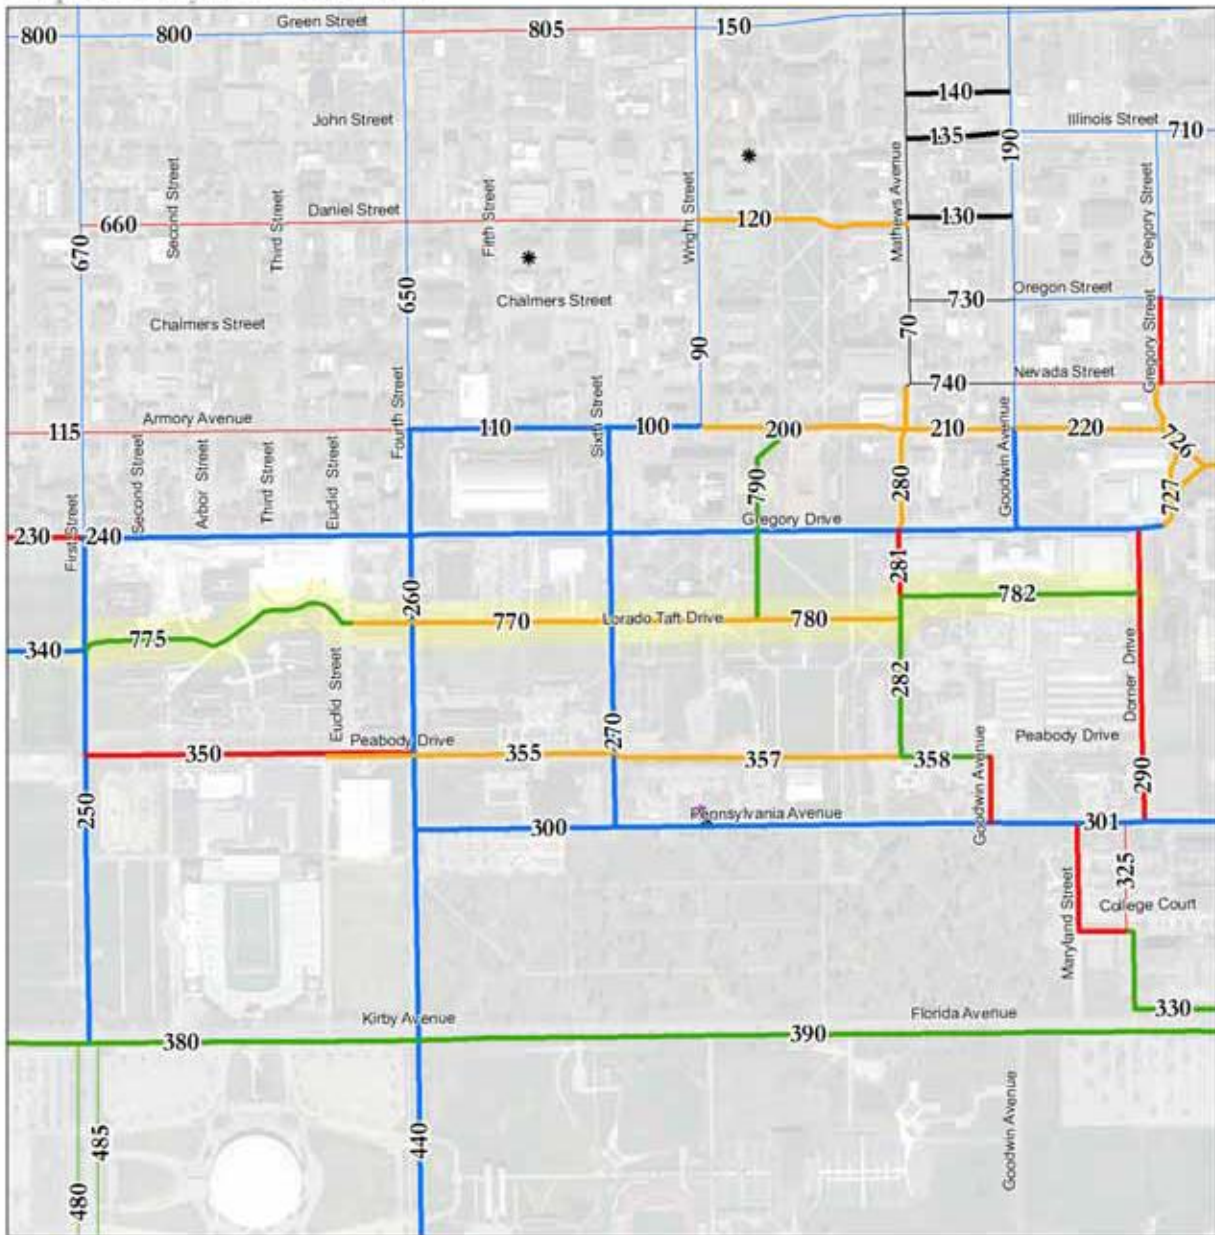 Green Street
800
800
805
150
140
John Street
135
Illinois Street
710
190
Second Street
Third Street
Daniel Street
Fifth Street
Wright Street
Mathews Avenue
Gregory Street
660
120
130
670
650
Chalmers Street
730
Oregon Street
Chalmers Street
70
Gregory Street
90
Nevada Street
740
Fourth Street
Sixth Street
Goodwin Avenue
Armory Avenue
115
110
100
200
210
220
726
Second Street
Arbor Street
Third Street
Euclid Street
790
280
727
First Street
Gregory Drive
230
240
281
260
782
770
Lorado Taft Drive
780
775
340
Euclid Street
282
Dorner Drive
270
Peabody Drive
Peabody Drive
350
355
357
358
Goodwin Avenue
290
250
Pennsylvania Avenue
300
301
325
Maryland Street
College Court
330
Kirby Avenue
Florida Avenue
380
390
Goodwin Avenue
485
440
480